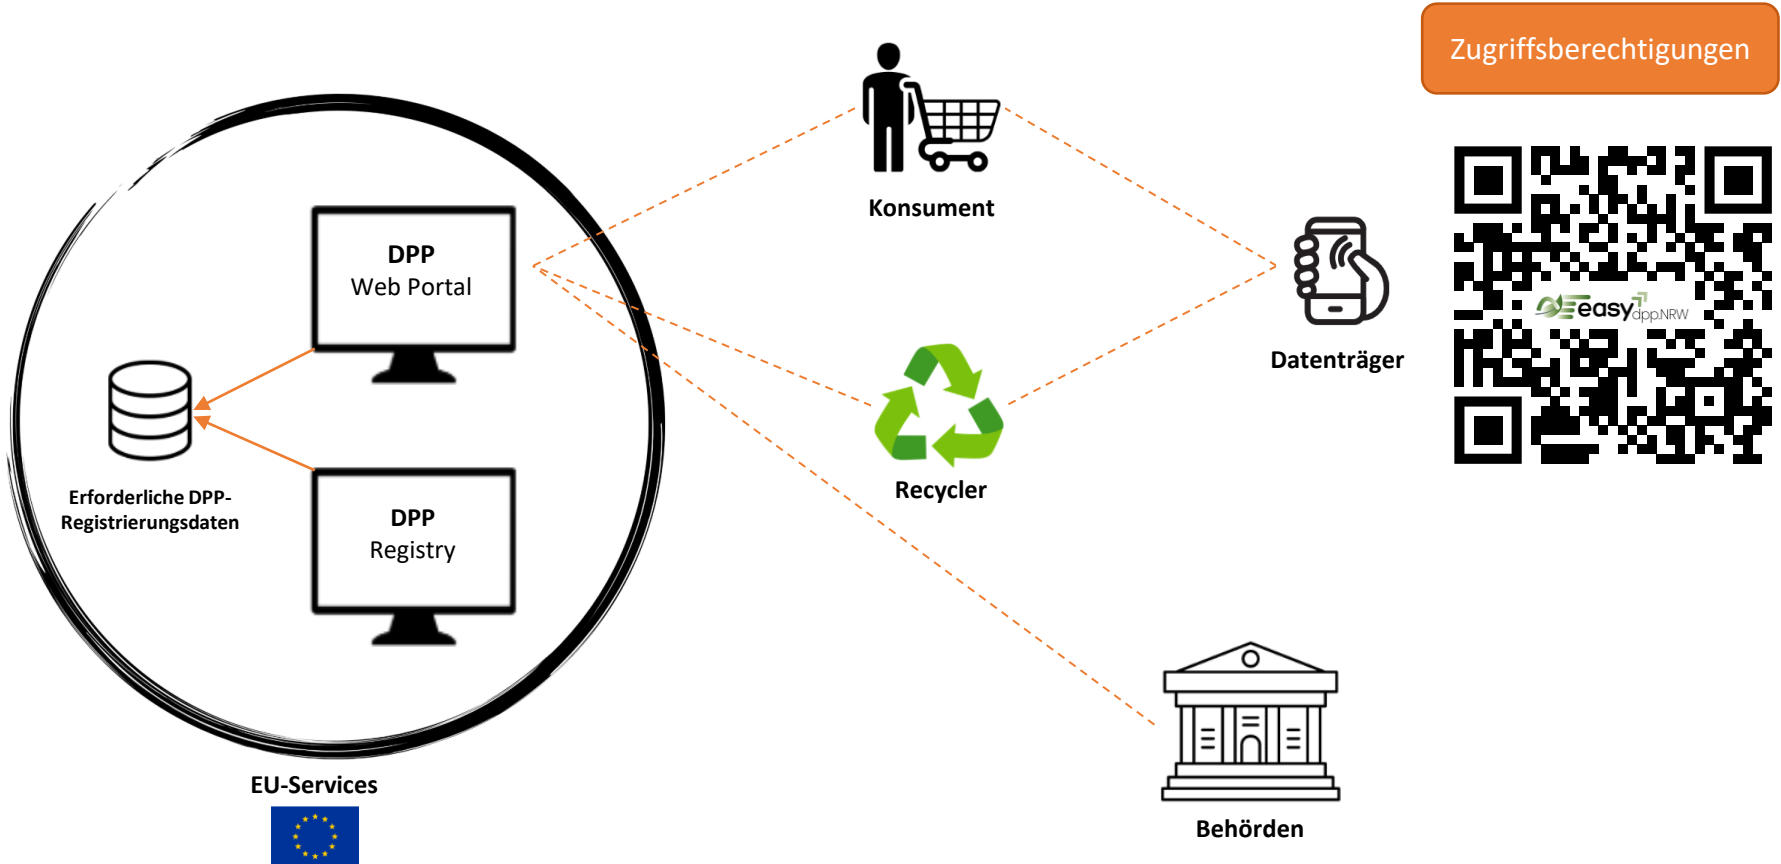 Zugriffsberechtigungen
Konsument
DPP
Web Portal
easy
dpp.NRW
Datenträger
Erforderliche DPP-
Registrierungsdaten
Recycler
DPP
Registry
EU-Services
Behörden